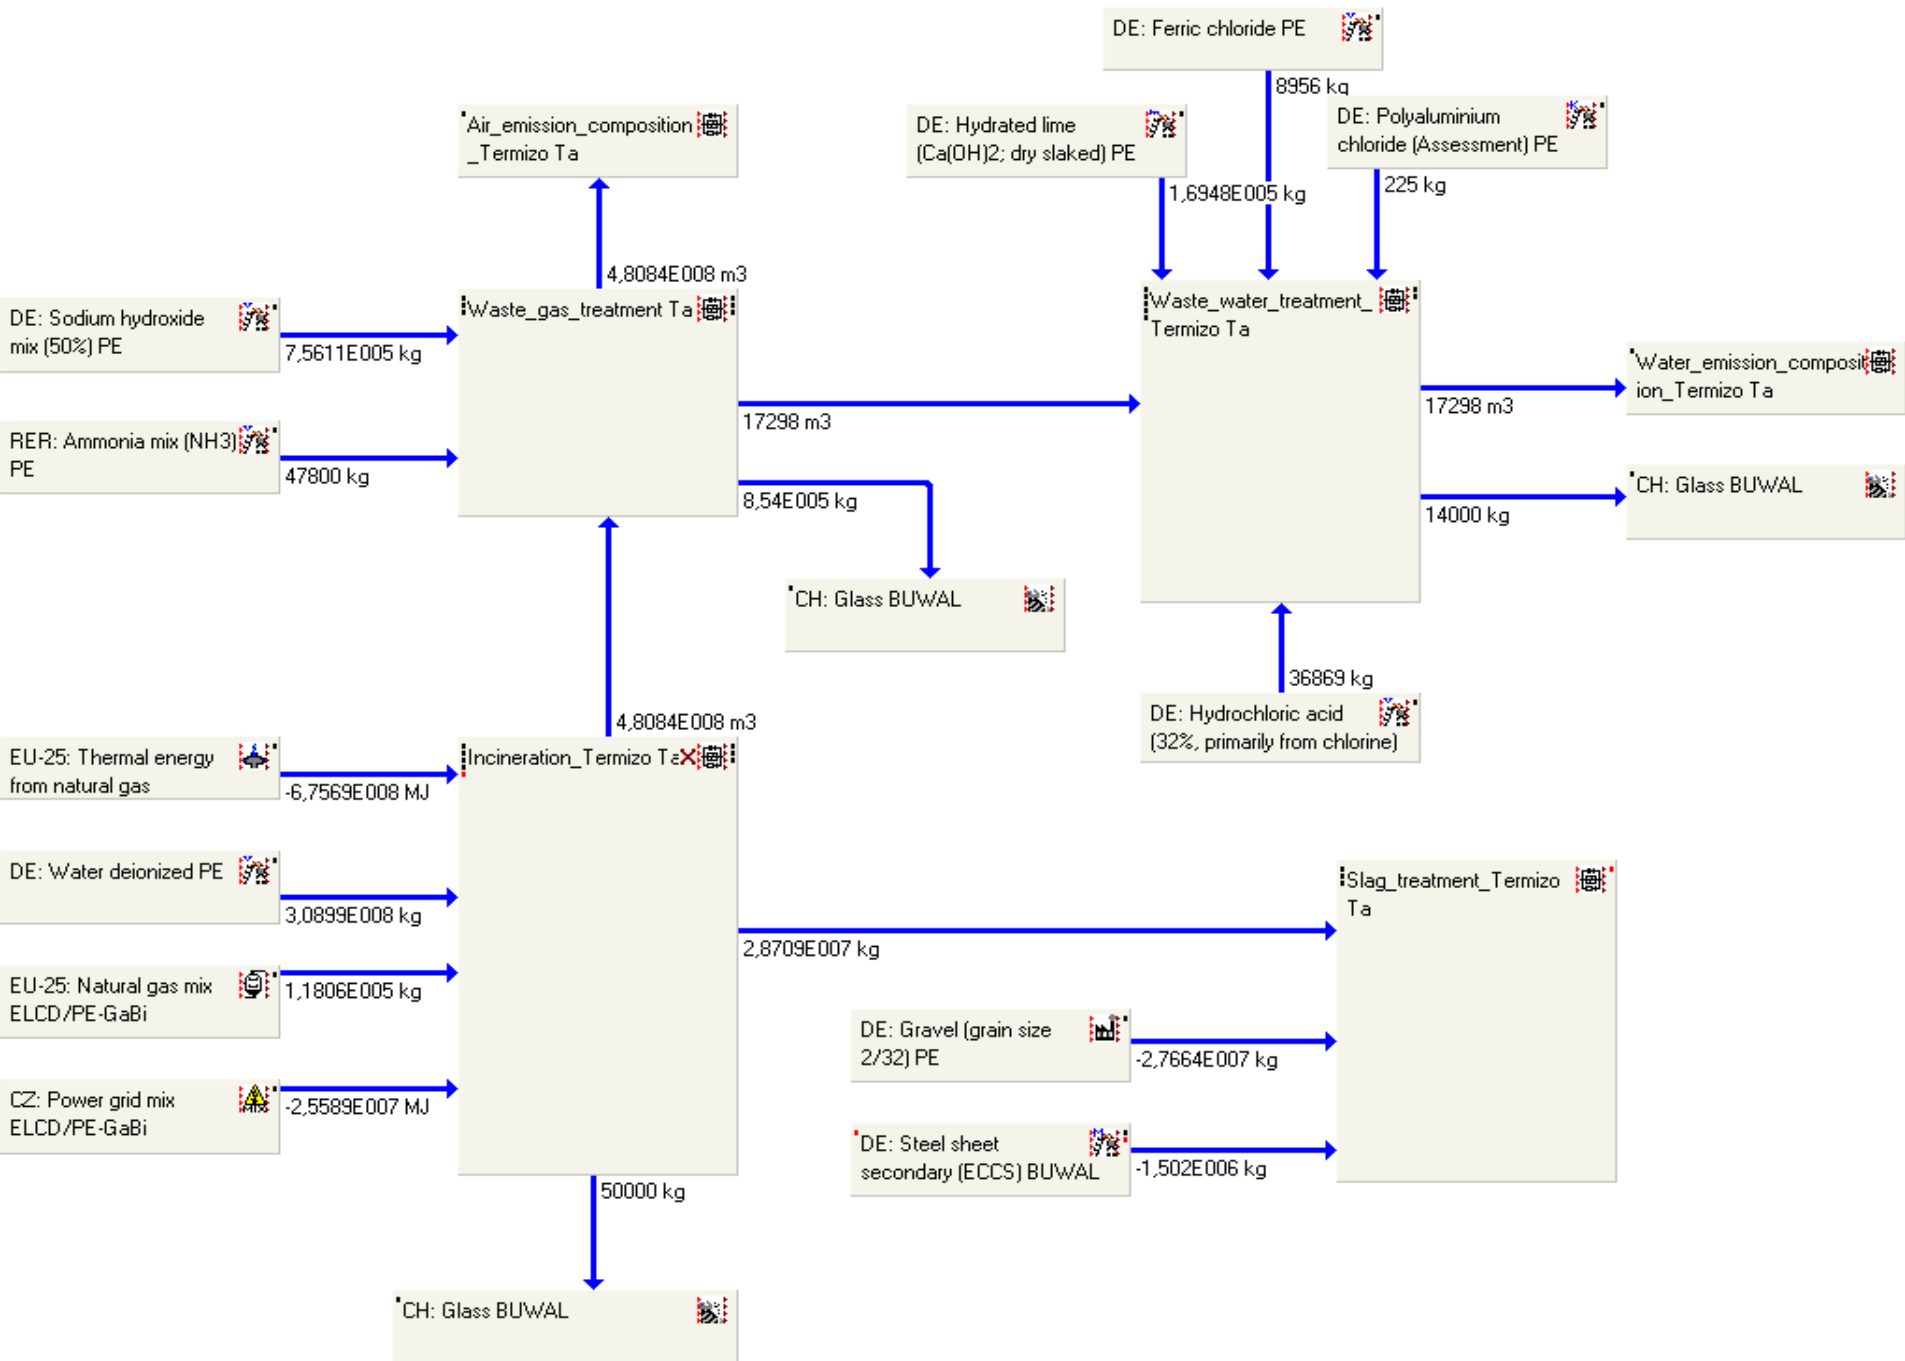 DE: Ferric chloride PE
8956 kg
Air_emission_composition
_Termizo Ta
DE: Hydrated lime
(Ca(OH)2; dry slaked) PE
DE: Polyaluminium
chloride (Assessment) PE
1,6948E005 kg
225 kg
4,8084E008 m3
DE: Sodium hydroxide
mix (50%) PE
7,5611E005 kg
Waste_gas_treatment Ta
Waste_water_treatment_
Termizo Ta
Water_emission_composit
ion_Termizo Ta
17298 m3
17298 m3
RER: Ammonia mix (NH3)
PE
47800 kg
8,54E005 kg
CH: Glass BUWAL
14000 kg
CH: Glass BUWAL
36869 kg
DE: Hydrochloric acid
(32%, primarily from chlorine)
4,8084E008 m3
EU-25: Thermal energy
from natural gas
-6,7569E008 MJ
Incineration_Termizo Ta
DE: Water deionized PE
3,0899E008 kg
Slag_treatment_Termizo
Ta
2,8709E007 kg
EU-25: Natural gas mix
ELCD/PE-GaBi
1,1806E005 kg
DE: Gravel (grain size
2/32) PE
-2,7664E007 kg
CZ: Power grid mix
ELCD/PE-GaBi
MIX
-2,5589E007 MJ
DE: Steel sheet
secondary (ECCS) BUWAL
-1,502E006 kg
50000 kg
CH: Glass BUWAL